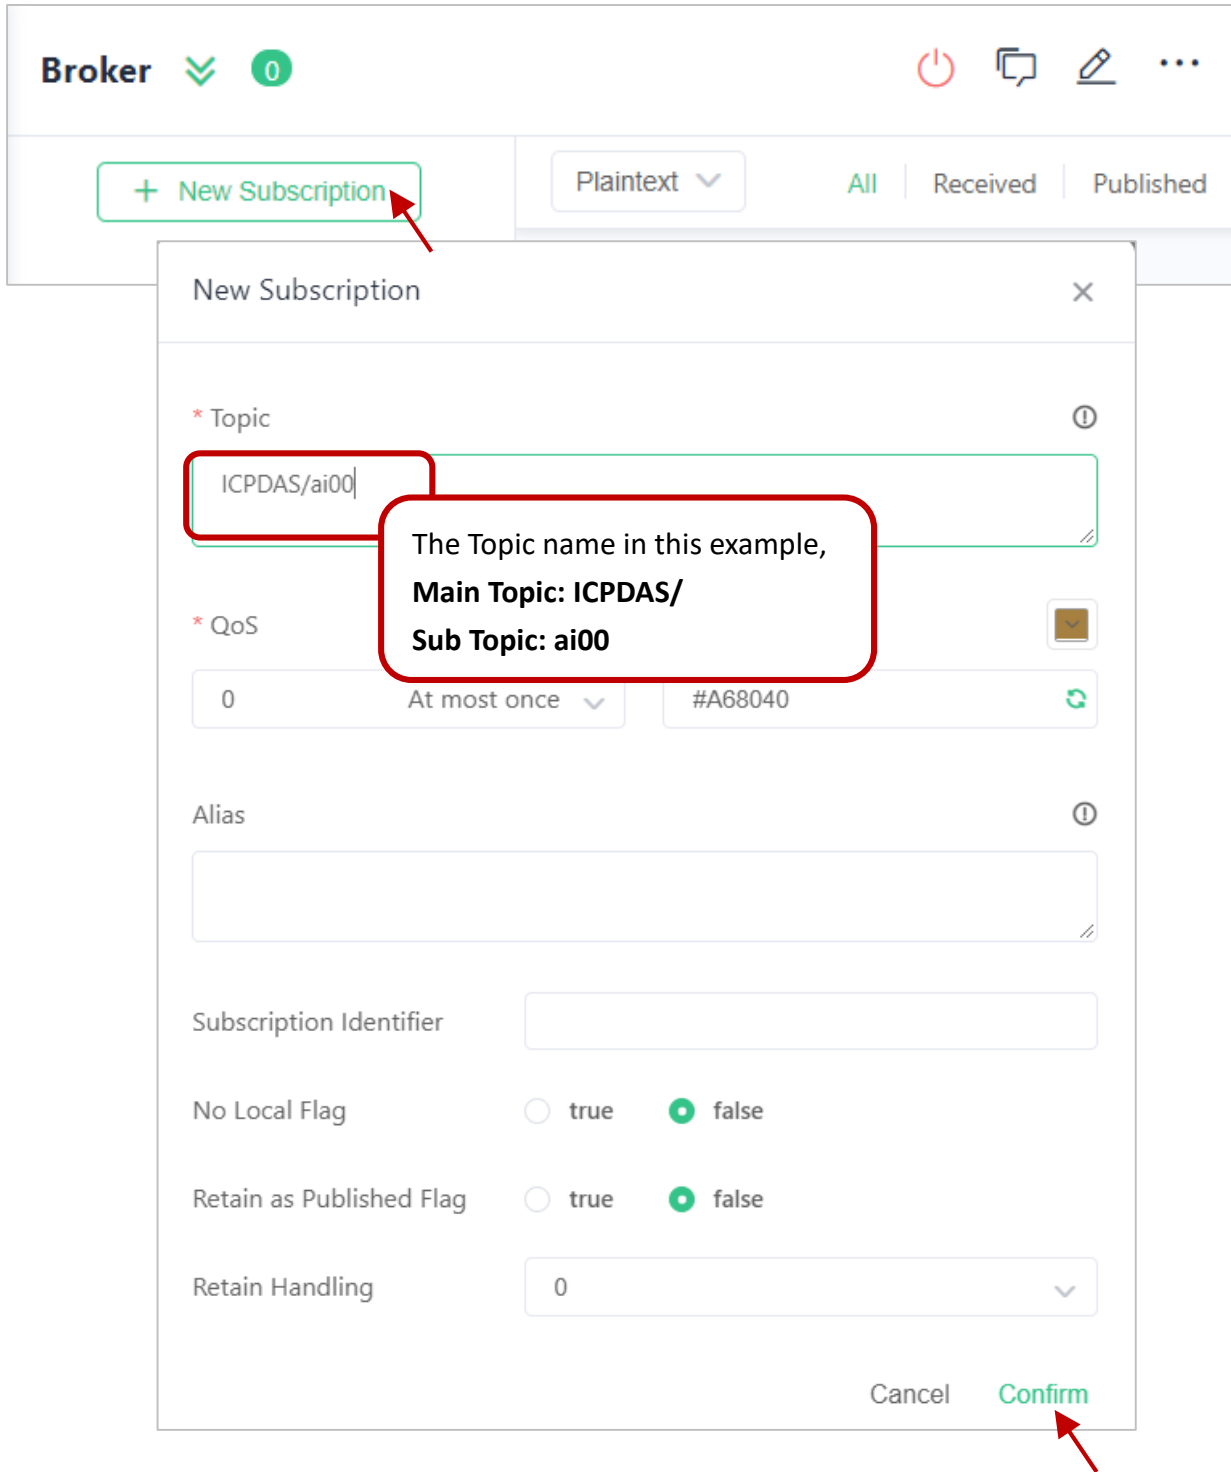 Broker 0
+ New Subscription
Plaintext All Received Published
New Subscription
* Topic
ICPDAS/ai00
The Topic name in this example,
Main Topic: ICPDAS/
Sub Topic: ai00
* QoS
0 At most once #A68040
Alias
Subscription Identifier
No Local Flag true false
Retain as Published Flag true false
Retain Handling 0
Cancel Confirm